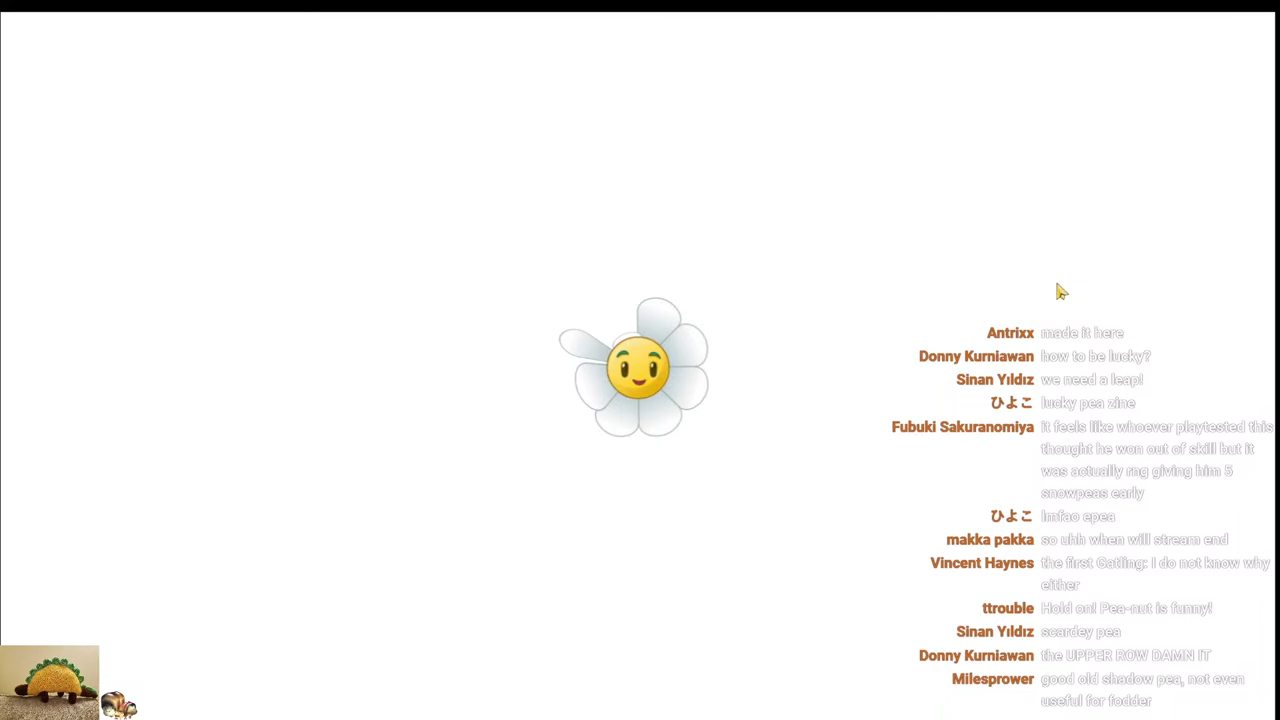 Antrixx made it here
Donny Kurniawan how to be lucky?
Sinan Yıldız we need a leap!
ひよこ lucky pea zine
Fubuki Sakuranomiya It feels like whoever playtested this
thought he won out of skill but it
was actually rng giving him 5
snowpeas early
ひよこ lmfao epea
makka pakka so uhh when will stream end
Vincent Haynes the first Gatling: I do not know why
either
ttrouble Hold on! Pea-nut is funny!
Sinan Yıldız scardey pea
Donny Kurniawan the UPPER ROW DAMN IT
Milesprower good old shadow pea, not even
useful for fodder